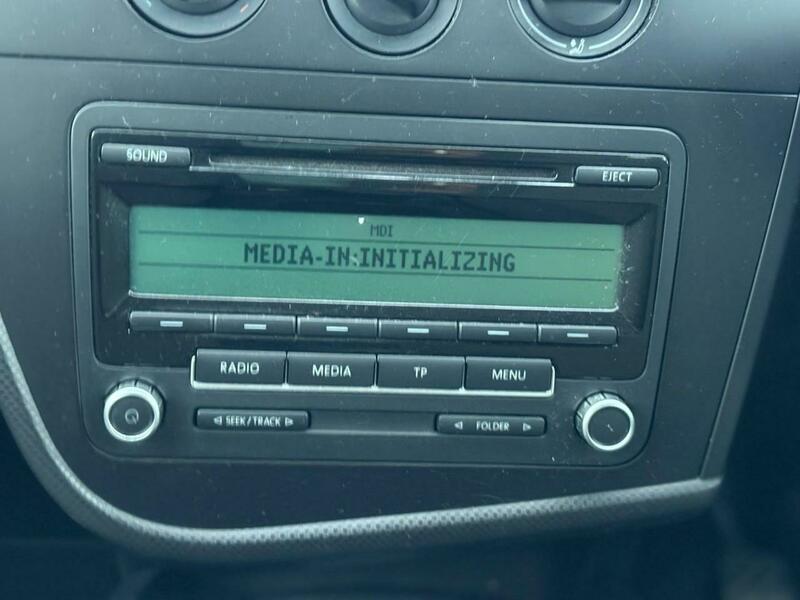 SOUND
EJECT
MDI
MEDIA-IN:INITIALIZING
RADIO
MEDIA
TP
MENU
SEEK/TRACK
FOLDER